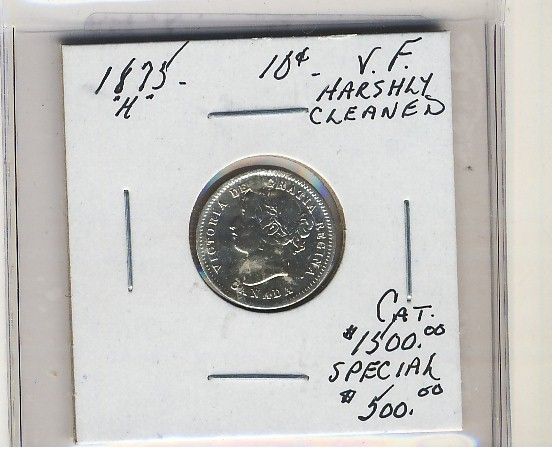 1875 - 10¢ - V. F.
"H" HARSHLY
CLEANED
VICTORIA DEI GRATIA REGINA.
CANADA
CAT.
$1500.00
SPECIAL
$500.00